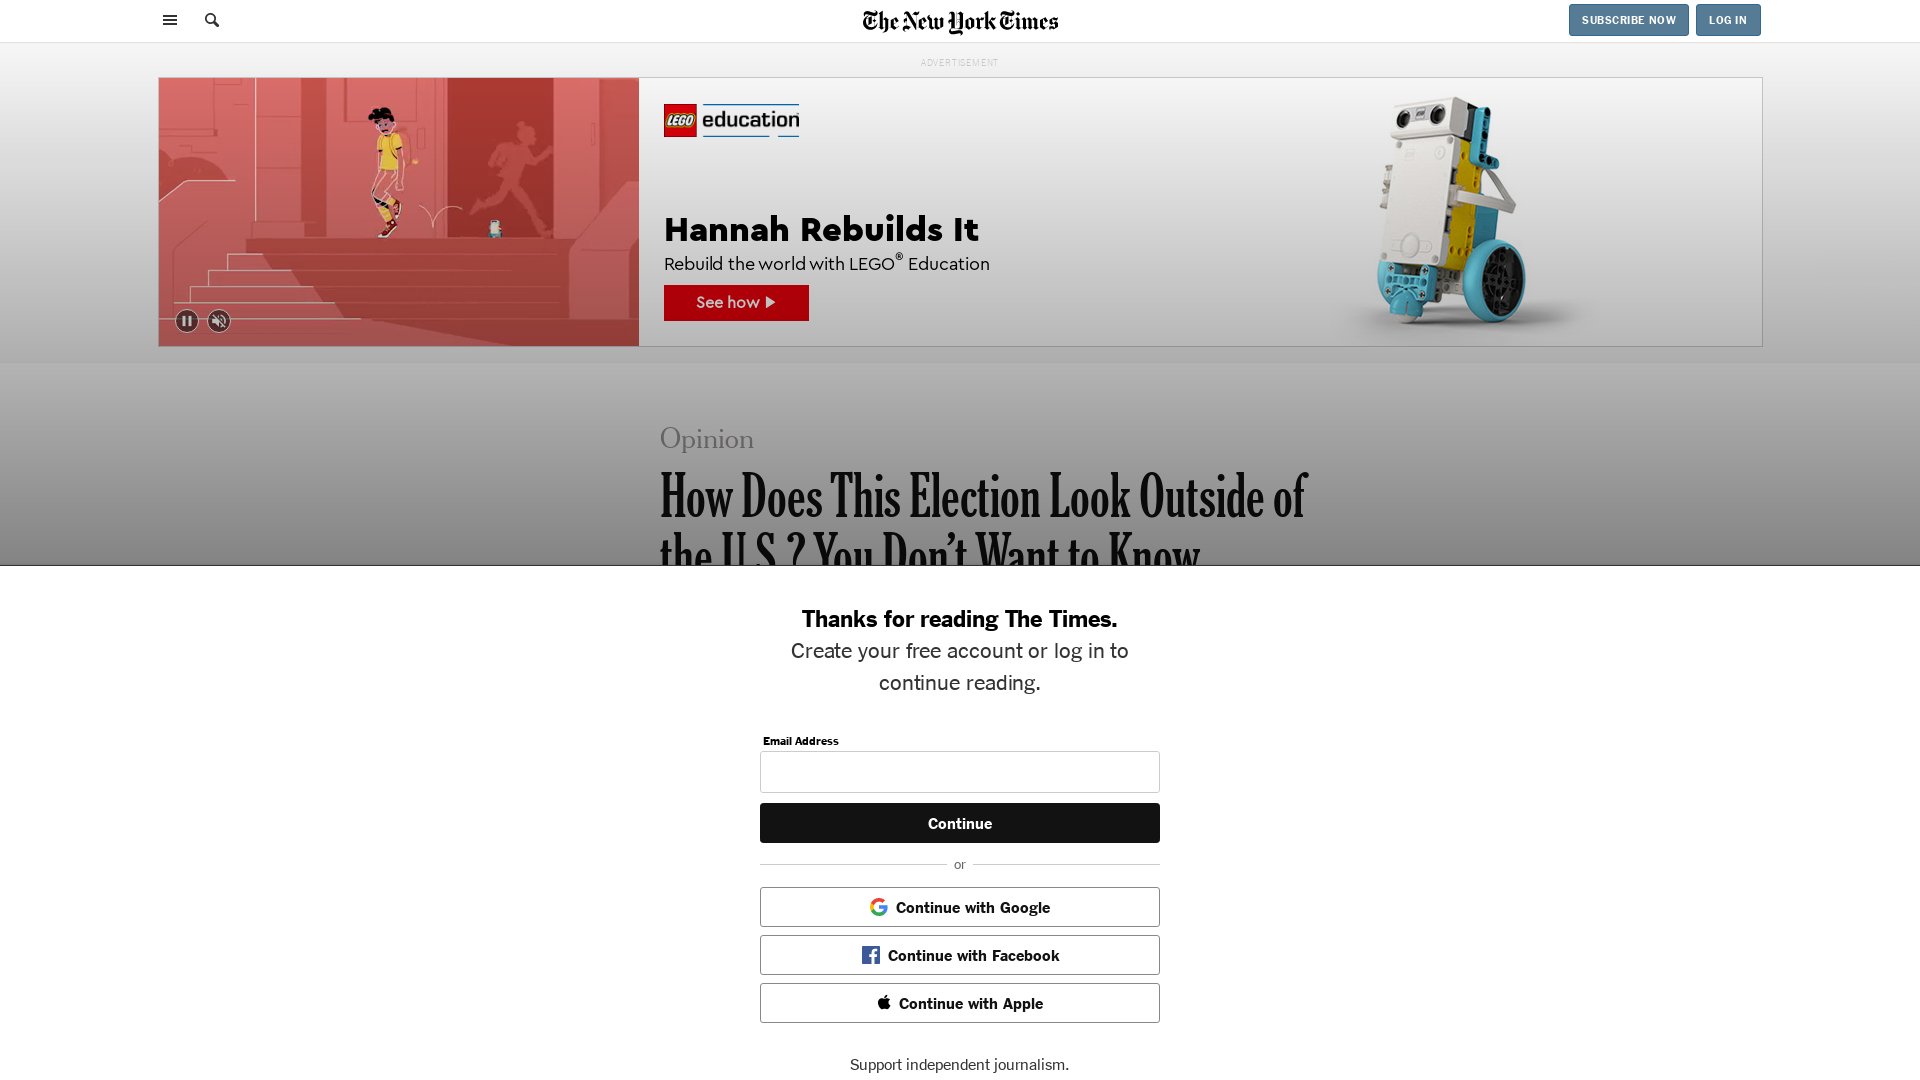 The New York Times
SUBSCRIBE NOW
LOG IN
ADVERTISEMENT
LEGO education
Hannah Rebuilds It
Rebuild the world with LEGO® Education
See how
Opinion
How Does This Election Look Outside of
the U.S.? You Don’t Want to Know
Thanks for reading The Times.
Create your free account or log in to
continue reading.
Email Address
Continue
or
Continue with Google
Continue with Facebook
Continue with Apple
Support independent journalism.